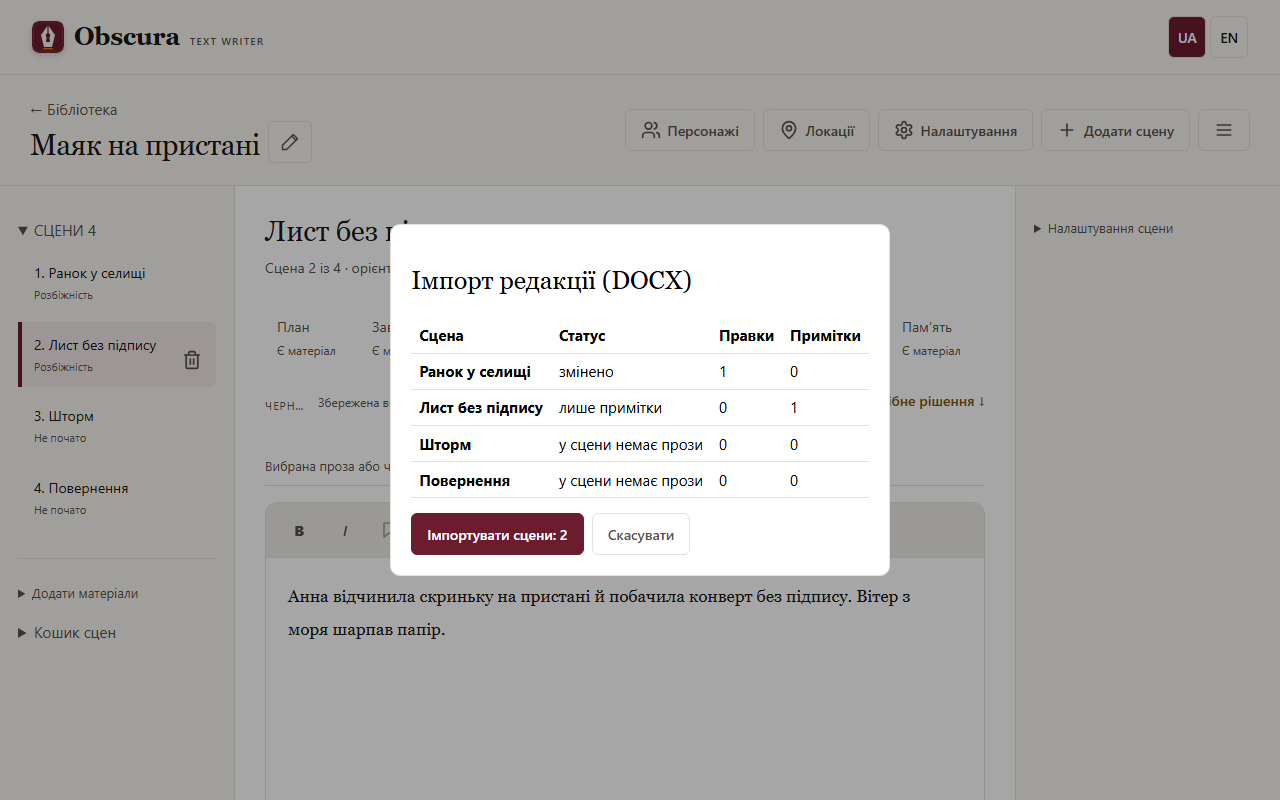 Obscura TEXT WRITER
UA EN
← Бібліотека
Маяк на пристані
Персонажі Локації Налаштування Додати сцену
СЦЕНИ 4
1. Ранок у селищі
Розбіжність
2. Лист без підпису
Розбіжність
3. Шторм
Не почато
4. Повернення
Не почато
Додати матеріали
Кошик сцен
Лист без
Сцена 2 із 4 ·
План
Є матеріал
Пам'ять
Є матеріал
ЧЕРН... Збережена
рішення ↓
Вибрана проза або
B I
Імпорт редакції (DOCX)
Сцена Статус Правки Примітки
Ранок у селищі змінено 1 0
Лист без підпису лише примітки 0 1
Шторм у сцени немає прози 0 0
Повернення у сцени немає прози 0 0
Імпортувати сцени: 2 Скасувати
Анна відчинила скриньку на пристані й побачила конверт без підпису. Вітер з
моря шарпав папір.
Налаштування сцени